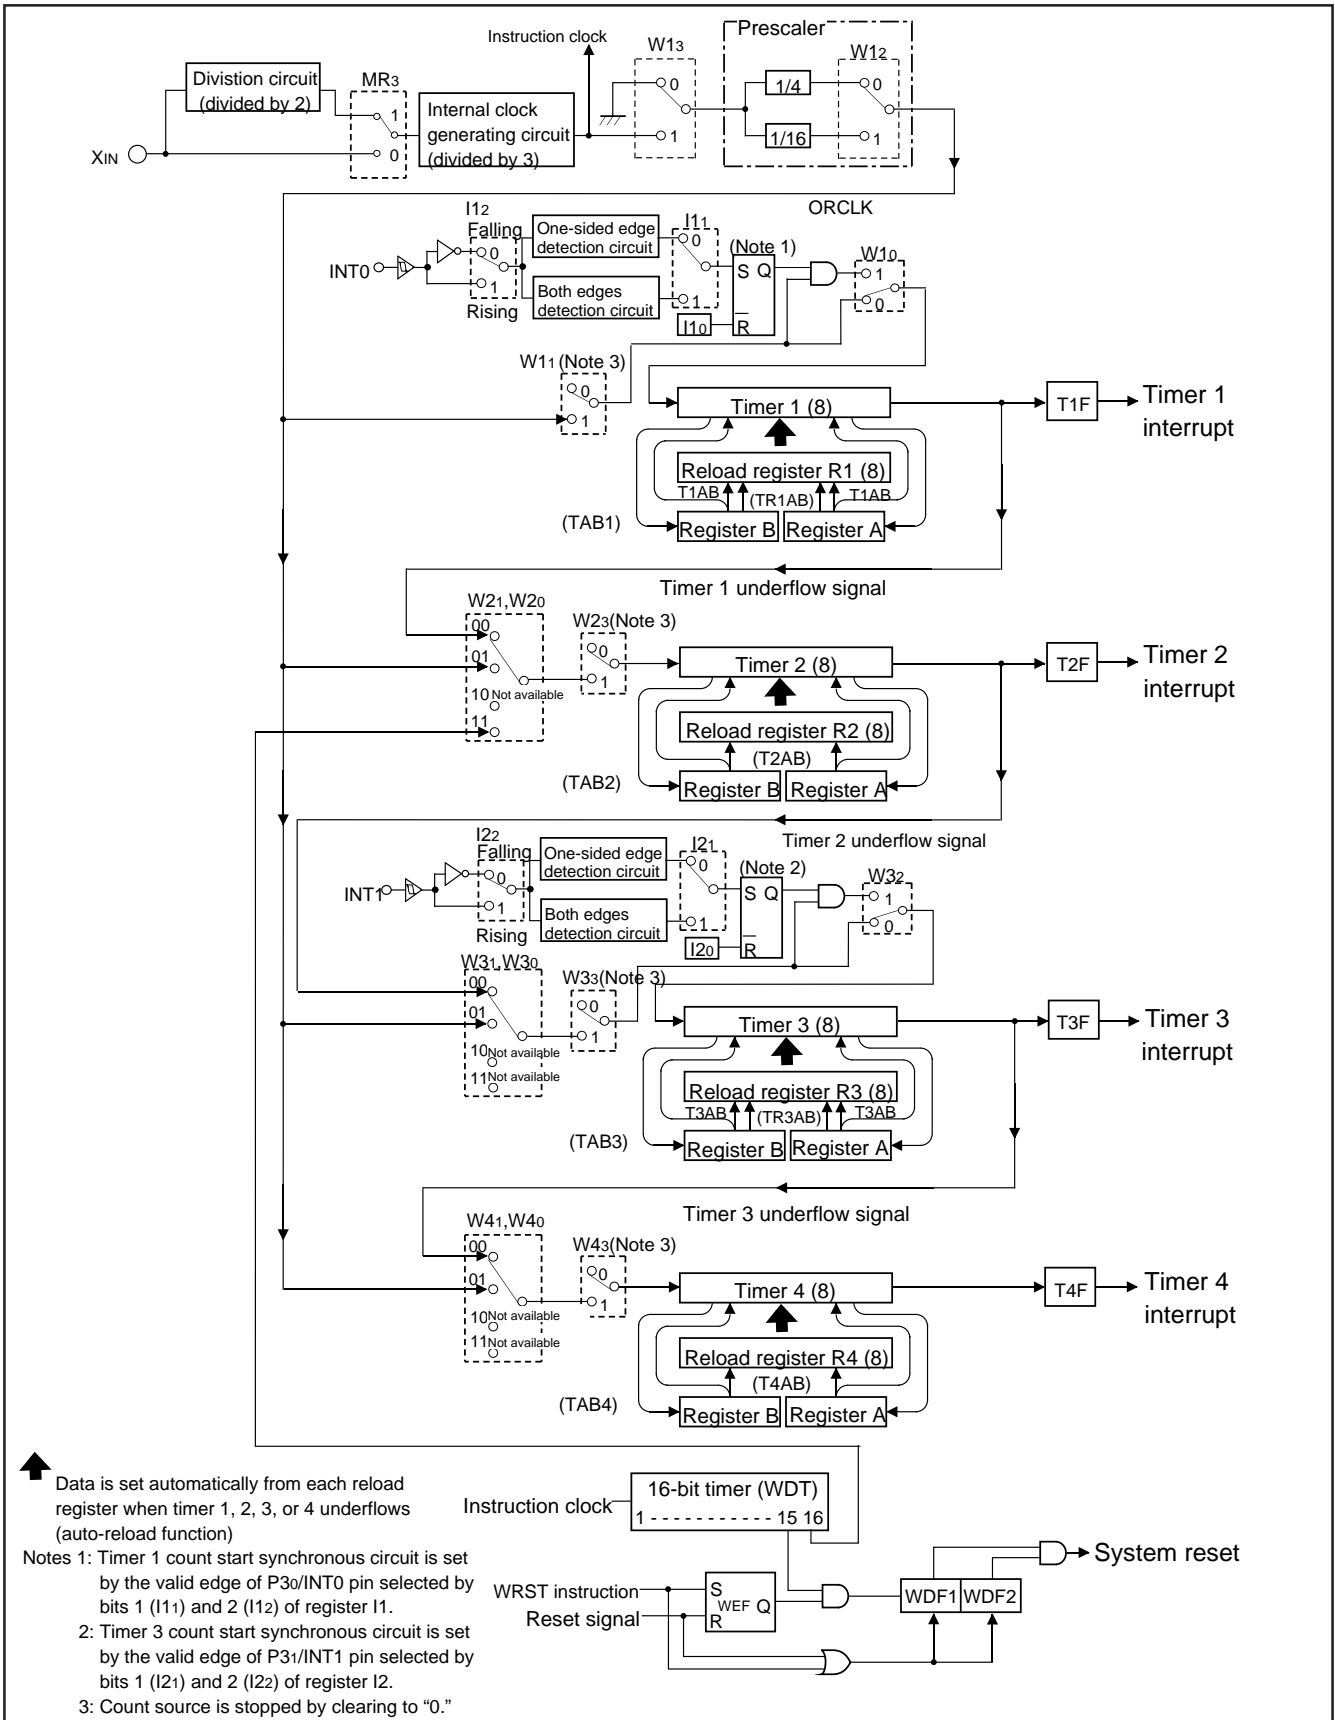 Prescaler
Instruction clock
W13
W12
Divistion circuit
(divided by 2)
MR3
0
1/4
0
1
Internal clock
generating circuit
(divided by 3)
1
1/16
1
XIN
0
ORCLK
I12
Falling
One-sided edge
detection circuit
I11
0
(Note 1)
W10
INT0
0
S Q
1
1
Both edges
detection circuit
1
0
Rising
I10
R
W11 (Note 3)
0
1
Timer 1 (8)
T1F
Timer 1
interrupt
Reload register R1 (8)
T1AB
(TR1AB)
T1AB
(TAB1)
Register B
Register A
Timer 1 underflow signal
W21,W20
00
W23(Note 3)
0
01
Timer 2 (8)
T2F
Timer 2
interrupt
1
10 Not available
11
Reload register R2 (8)
(T2AB)
(TAB2)
Register B
Register A
Timer 2 underflow signal
I22
Falling
One-sided edge
detection circuit
I21
0
(Note 2)
W32
INT1
0
S Q
1
1
Both edges
detection circuit
1
0
Rising
I20
R
W31,W30
00
W33(Note 3)
0
01
1
Timer 3 (8)
T3F
Timer 3
interrupt
10 Not available
11 Not available
Reload register R3 (8)
T3AB
(TR3AB)
T3AB
(TAB3)
Register B
Register A
Timer 3 underflow signal
W41,W40
00
W43(Note 3)
0
01
1
Timer 4 (8)
T4F
Timer 4
interrupt
10 Not available
11 Not available
Reload register R4 (8)
(T4AB)
(TAB4)
Register B
Register A
Data is set automatically from each reload
register when timer 1, 2, 3, or 4 underflows
(auto-reload function)
Instruction clock
16-bit timer (WDT)
1 - - - - - - - - - - - 15 16
Notes 1: Timer 1 count start synchronous circuit is set
by the valid edge of P30/INT0 pin selected by
bits 1 (I11) and 2 (I12) of register I1.
2: Timer 3 count start synchronous circuit is set
by the valid edge of P31/INT1 pin selected by
bits 1 (I21) and 2 (I22) of register I2.
3: Count source is stopped by clearing to “0.”
System reset
WRST instruction
Reset signal
S
WEF Q
R
WDF1 WDF2